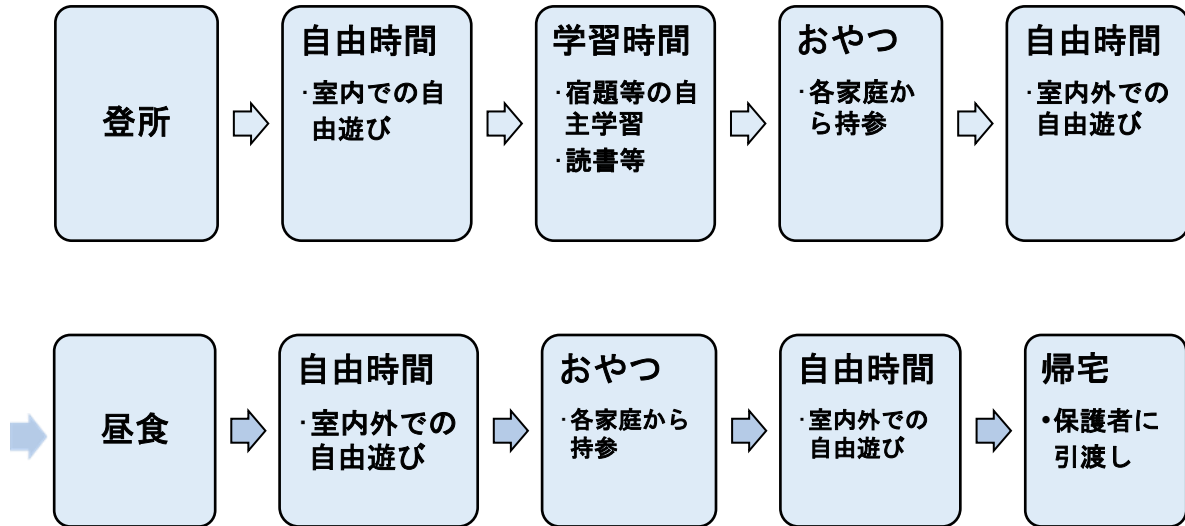 登所
自由時間
·室内での自
由遊び
学習時間
·宿題等の自
主学習
·読書等
おやつ
·各家庭か
ら持参
自由時間
·室内外での
自由遊び
昼食
自由時間
·室内外での
自由遊び
おやつ
·各家庭から
持参
自由時間
·室内外での
自由遊び
帰宅
•保護者に
引渡し